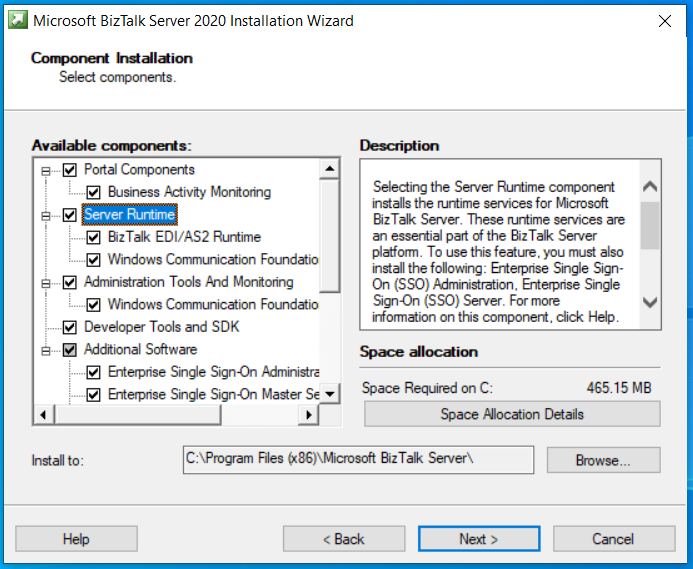 Microsoft BizTalk Server 2020 Installation Wizard
Component Installation
Select components.
Available components:
Portal Components
Business Activity Monitoring
Server Runtime
BizTalk EDI/AS2 Runtime
Windows Communication Foundatio
Administration Tools And Monitoring
Windows Communication Foundatio
Developer Tools and SDK
Additional Software
Enterprise Single Sign-On Administra
Enterprise Single Sign-On Master Se
Description
Selecting the Server Runtime component
installs the runtime services for Microsoft
BizTalk Server. These runtime services are
an essential part of the BizTalk Server
platform. To use this feature, you must also
install the following: Enterprise Single Sign-
On (SSO) Administration, Enterprise Single
Sign-On (SSO) Server. For more
information on this component, click Help.
Space allocation
Space Required on C: 465.15 MB
Space Allocation Details
Install to: C:\Program Files (x86)\Microsoft BizTalk Server\ Browse...
Help < Back Next > Cancel